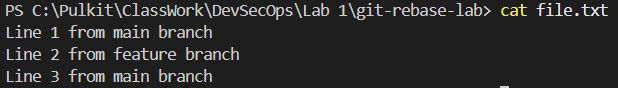 PS C:\Pulkit\ClassWork\DevSecOps\Lab 1\git-rebase-lab> cat file.txt
Line 1 from main branch
Line 2 from feature branch
Line 3 from main branch